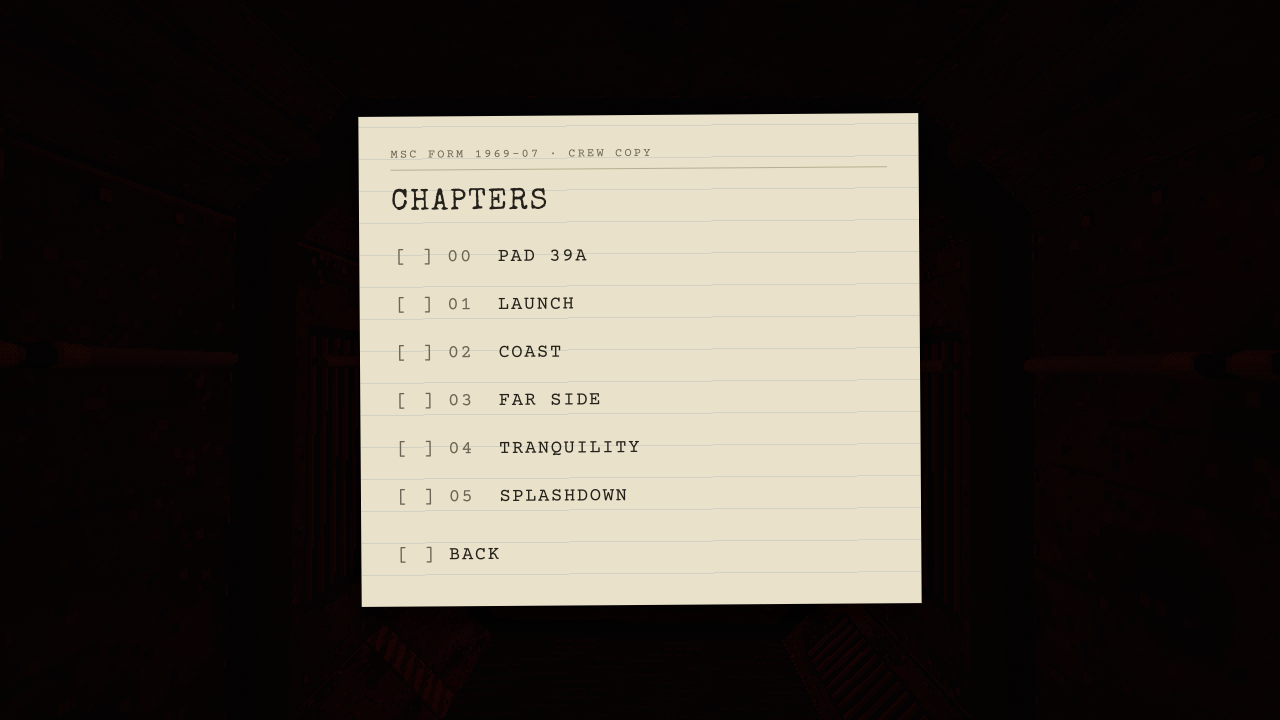 MSC FORM 1969-07 · CREW COPY
CHAPTERS
[ ] 00 PAD 39A
[ ] 01 LAUNCH
[ ] 02 COAST
[ ] 03 FAR SIDE
[ ] 04 TRANQUILITY
[ ] 05 SPLASHDOWN
[ ] BACK